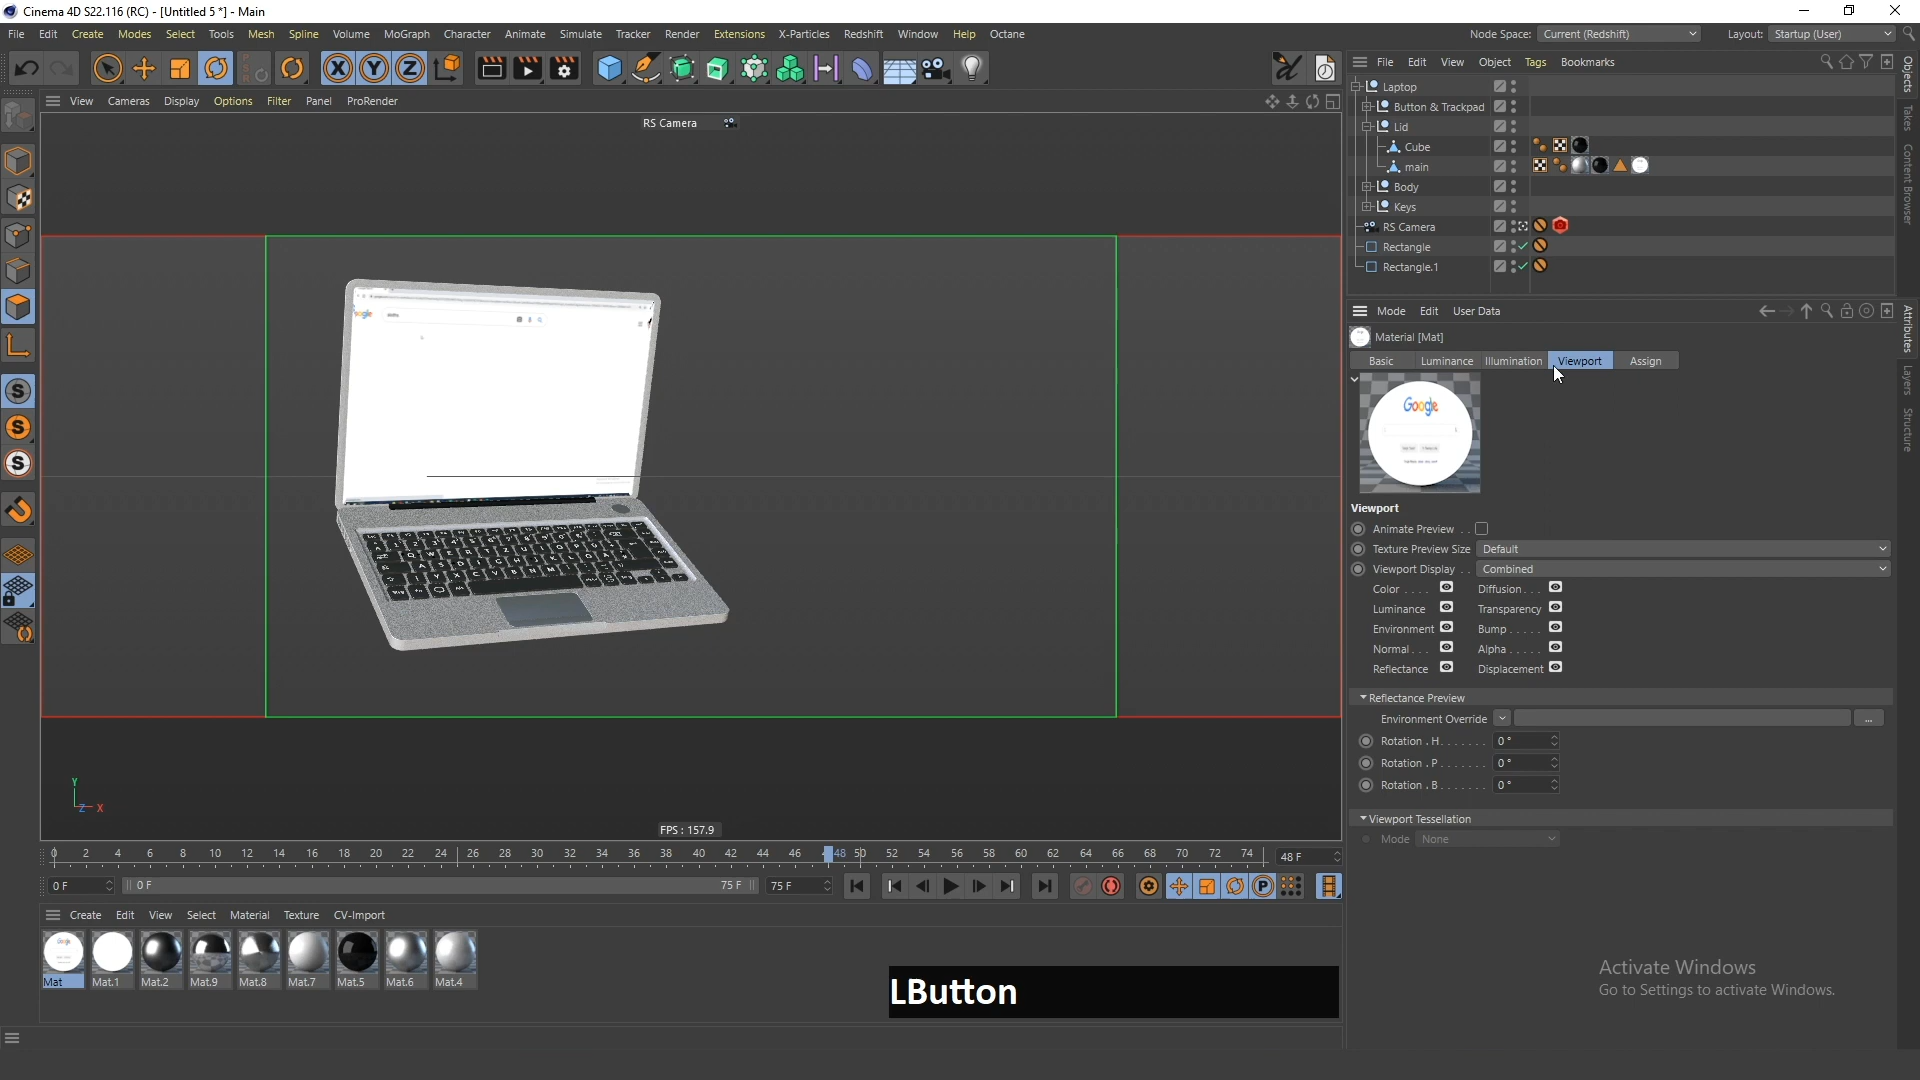 Cinema 4D S22.116 (RC) - [Untitled 5 *] - Main
File Edit Create Modes Select Tools Mesh Spline Volume MoGraph Character Animate Simulate Tracker Render Extensions X-Particles Redshift Window Help Octane
Node Space: Current (Redshift) Layout: Startup (User)
View Cameras Display Options Filter Panel ProRender
RS Camera
File Edit View Object Tags Bookmarks
Laptop
Button & Trackpad
Lid
Cube
main
Body
Keys
RS Camera
Rectangle
Rectangle.1
Objects
Takes
Content Browser
Attributes
Layers
Structure
Mode Edit User Data
Material [Mat]
Basic Luminance Illumination Viewport Assign
Google
Viewport
Animate Preview . .
Texture Preview Size Default
Viewport Display . . Combined
Color . . . . Diffusion. . .
Luminance Transparency
Environment Bump. . . . .
Normal. . . Alpha . . . . .
Reflectance Displacement
Reflectance Preview
Environment Override ...
Rotation . H. . . . . . . 0 °
Rotation . P. . . . . . . 0 °
Rotation . B. . . . . . . 0 °
Viewport Tessellation
Mode None
Y
Z X
FPS : 157.9
0 2 4 6 8 10 12 14 16 18 20 22 24 26 28 30 32 34 36 38 40 42 44 46 48 50 52 54 56 58 60 62 64 66 68 70 72 74 48 F
0 F 0 F 75 F 75 F
Create Edit View Select Material Texture CV-Import
Mat Mat.1 Mat.2 Mat.9 Mat.8 Mat.7 Mat.5 Mat.6 Mat.4
LButton
Activate Windows
Go to Settings to activate Windows.